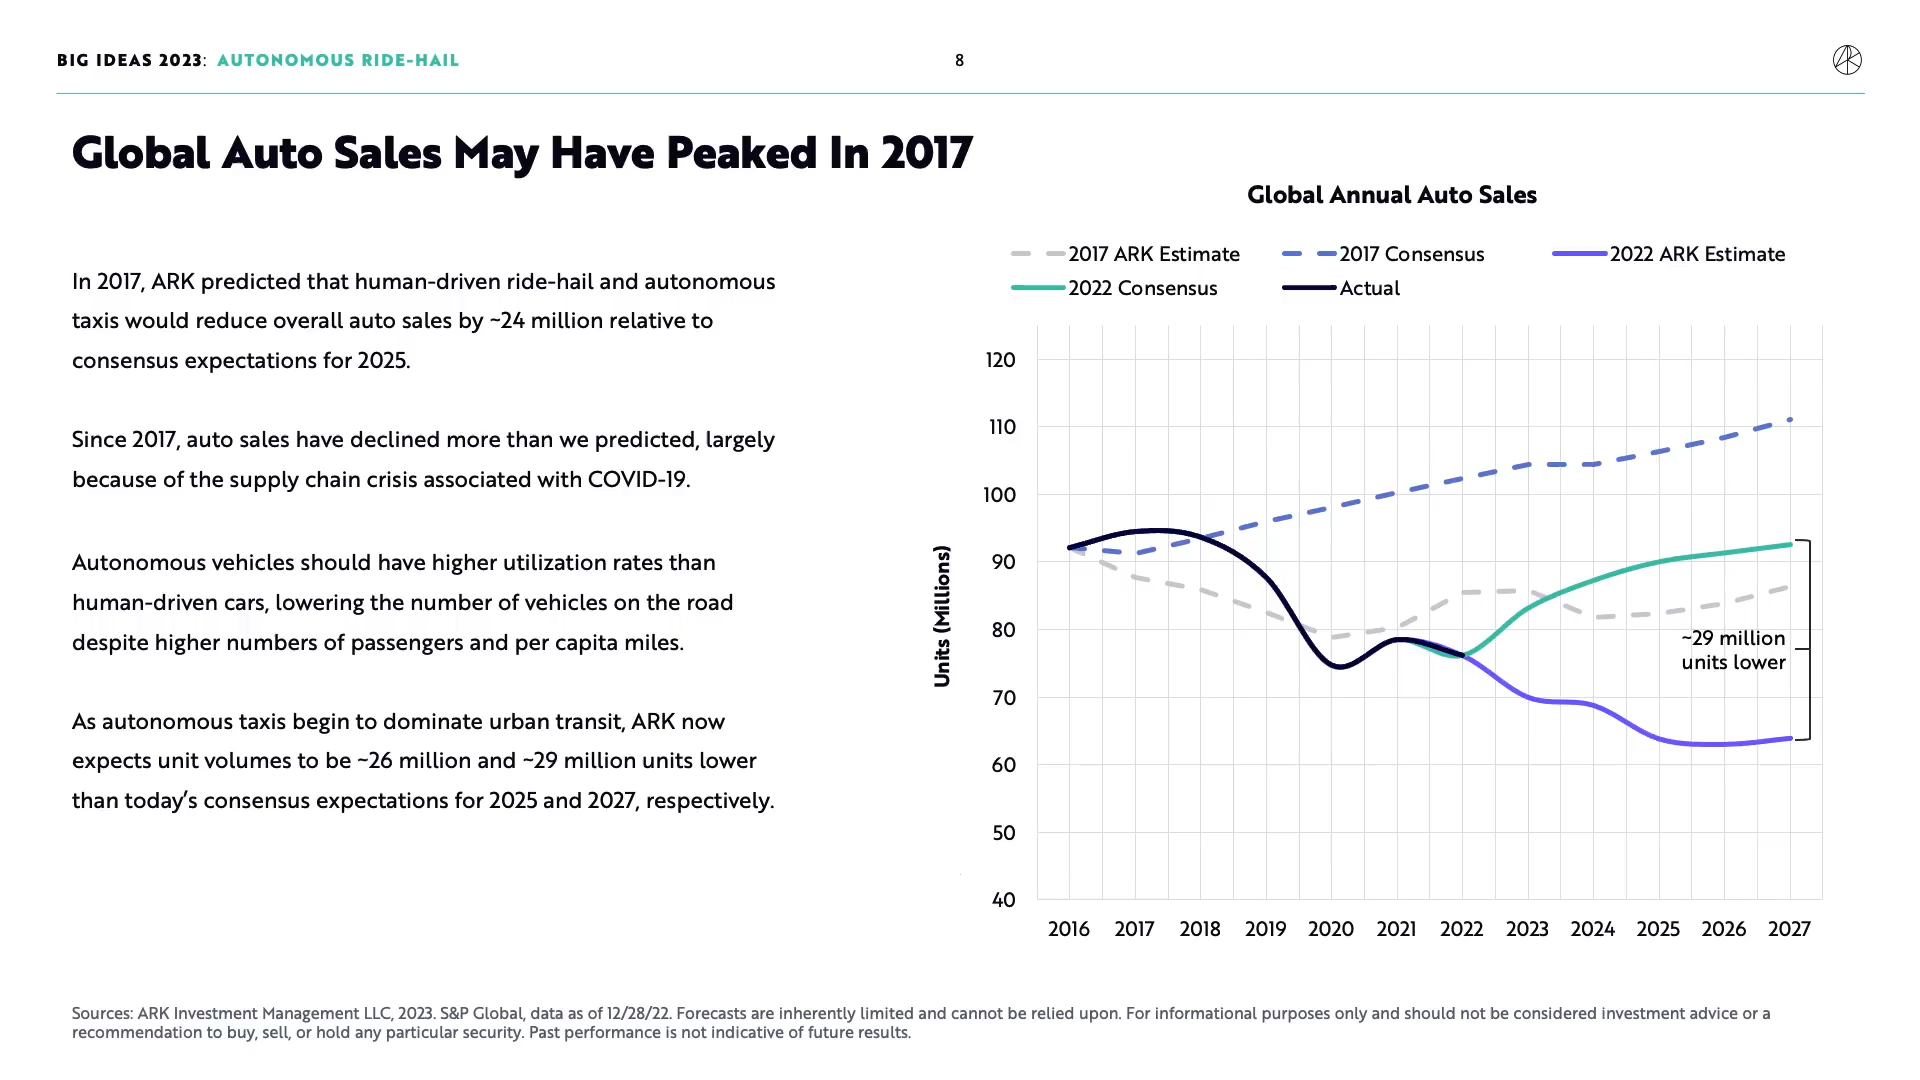 BIG IDEAS 2023: AUTONOMOUS RIDE-HAIL
8
Global Auto Sales May Have Peaked In 2017
In 2017, ARK predicted that human-driven ride-hail and autonomous
taxis would reduce overall auto sales by ~24 million relative to
consensus expectations for 2025.
Since 2017, auto sales have declined more than we predicted, largely
because of the supply chain crisis associated with COVID-19.
Autonomous vehicles should have higher utilization rates than
human-driven cars, lowering the number of vehicles on the road
despite higher numbers of passengers and per capita miles.
As autonomous taxis begin to dominate urban transit, ARK now
expects unit volumes to be ~26 million and ~29 million units lower
than today’s consensus expectations for 2025 and 2027, respectively.
Global Annual Auto Sales
2017 ARK Estimate 2017 Consensus 2022 ARK Estimate
2022 Consensus Actual
Units (Millions)
120
110
100
90
80
70
60
50
40
~29 million
units lower
2016 2017 2018 2019 2020 2021 2022 2023 2024 2025 2026 2027
Sources: ARK Investment Management LLC, 2023. S&P Global, data as of 12/28/22. Forecasts are inherently limited and cannot be relied upon. For informational purposes only and should not be considered investment advice or a
recommendation to buy, sell, or hold any particular security. Past performance is not indicative of future results.